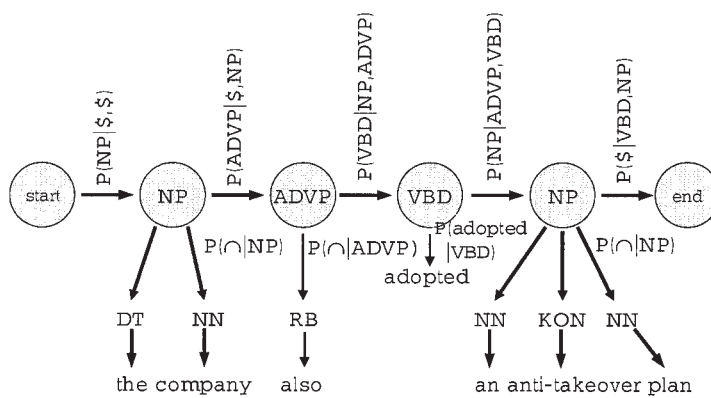 P(NP|$,$)
P(ADVP|$,NP)
P(VBD|NP,ADVP)
P(NP|ADVP,VBD)
P($|VBD,NP)
start
NP
ADVP
VBD
NP
end
P(∩|NP)
P(∩|ADVP)
P(adopted
|VBD)
P(∩|NP)
adopted
DT
NN
RB
NN
KON
NN
the company
also
an anti-takeover plan